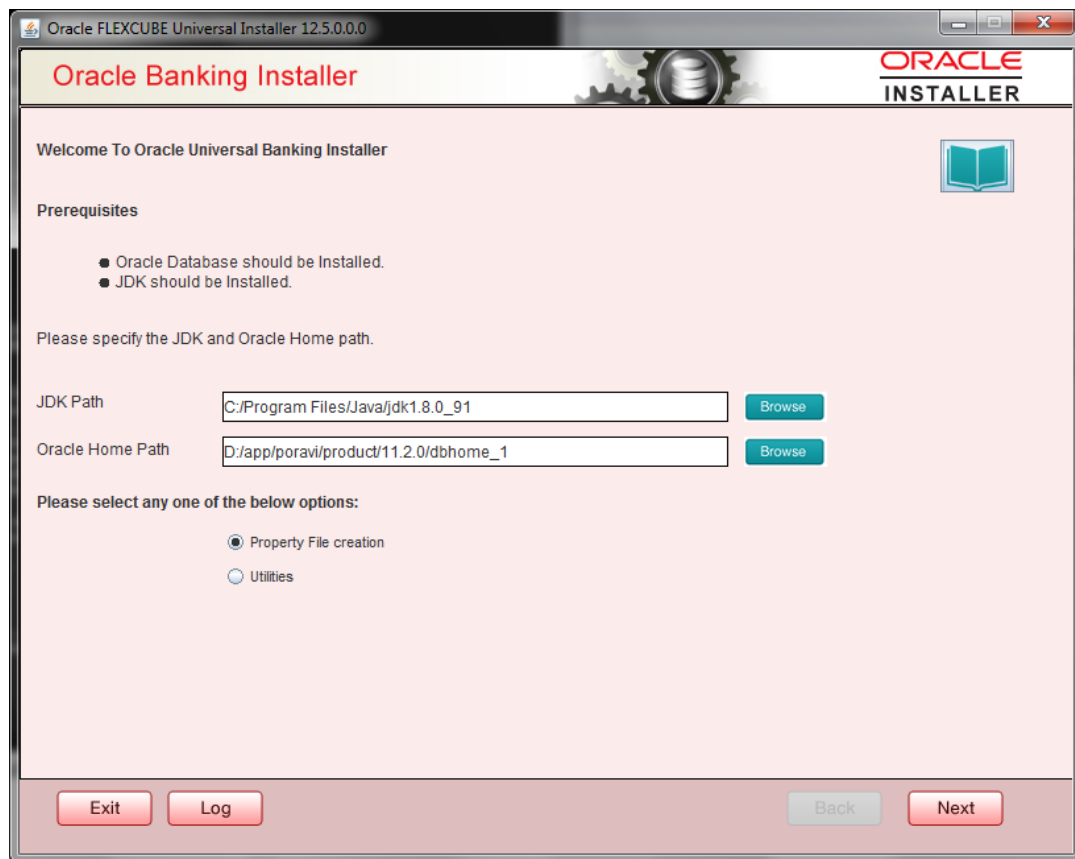 Oracle FLEXCUBE Universal Installer 12.5.0.0.0
Oracle Banking Installer
ORACLE
INSTALLER
Welcome To Oracle Universal Banking Installer
Prerequisites
Oracle Database should be Installed.
JDK should be Installed.
Please specify the JDK and Oracle Home path.
JDK Path
C:/Program Files/Java/jdk1.8.0_91
Browse
Oracle Home Path
D:/app/poravi/product/11.2.0/dbhome_1
Browse
Please select any one of the below options:
Property File creation
Utilities
Exit
Log
Back
Next